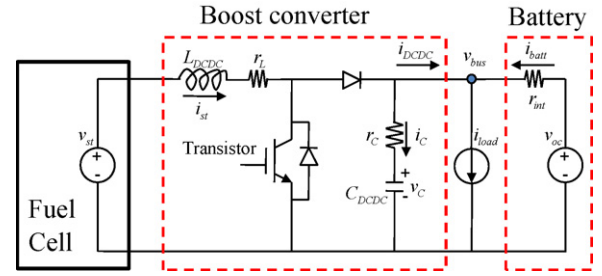 Boost converter
Battery
L_DCDC
r_L
i_DCDC
v_bus
i_batt
i_st
r_int
v_st
Transistor
r_C
i_C
i_load
v_oc
+
-
+
-
+
-
C_DCDC
v_C
Fuel
Cell